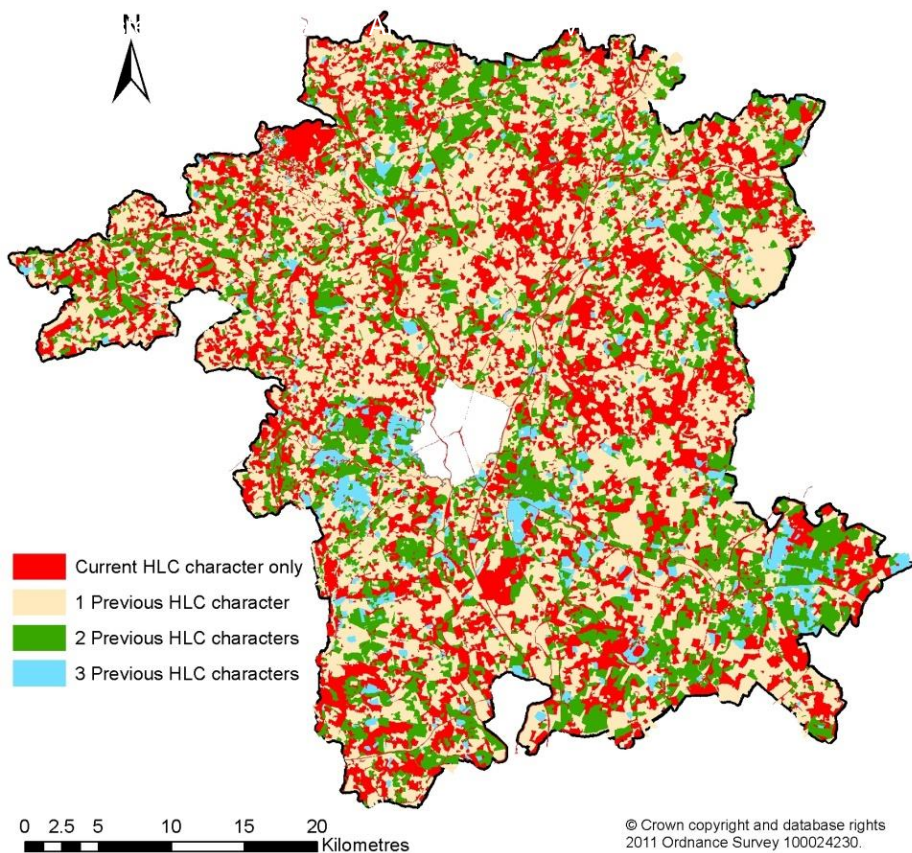 N
A
Current HLC character only
1 Previous HLC character
2 Previous HLC characters
3 Previous HLC characters
0 2.5 5 10 15 20
Kilometres
© Crown copyright and database rights
2011 Ordnance Survey 100024230.